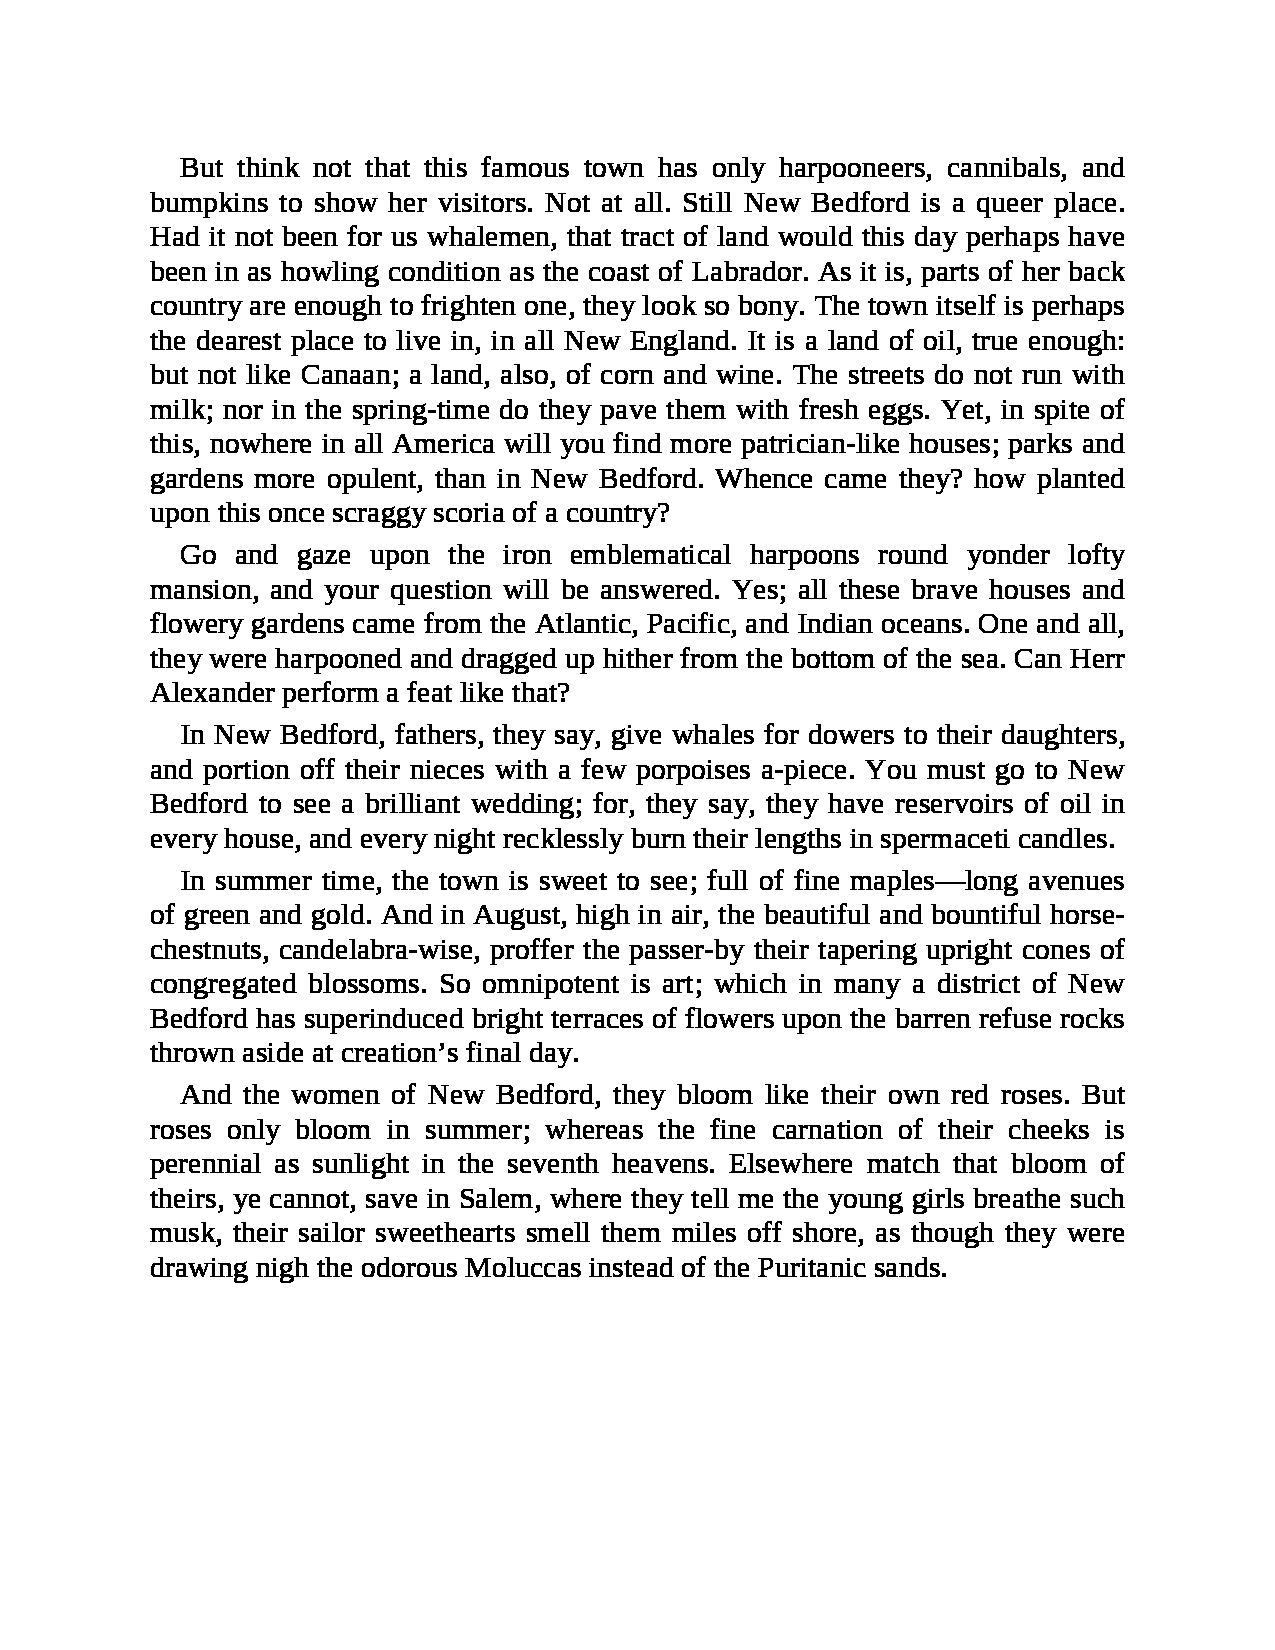 But think not that this famous town has only harpooneers, cannibals, and
bumpkins to show her visitors. Not at all. Still New Bedford is a queer place.
Had it not been for us whalemen, that tract of land would this day perhaps have
been in as howling condition as the coast of Labrador. As it is, parts of her back
country are enough to frighten one, they look so bony. The town itself is perhaps
the dearest place to live in, in all New England. It is a land of oil, true enough:
but not like Canaan; a land, also, of corn and wine. The streets do not run with
milk; nor in the spring-time do they pave them with fresh eggs. Yet, in spite of
this, nowhere in all America will you find more patrician-like houses; parks and
gardens more opulent, than in New Bedford. Whence came they? how planted
upon this once scraggy scoria of a country?
Go and gaze upon the iron emblematical harpoons round yonder lofty
mansion, and your question will be answered. Yes; all these brave houses and
flowery gardens came from the Atlantic, Pacific, and Indian oceans. One and all,
they were harpooned and dragged up hither from the bottom of the sea. Can Herr
Alexander perform a feat like that?
In New Bedford, fathers, they say, give whales for dowers to their daughters,
and portion off their nieces with a few porpoises a-piece. You must go to New
Bedford to see a brilliant wedding; for, they say, they have reservoirs of oil in
every house, and every night recklessly burn their lengths in spermaceti candles.
In summer time, the town is sweet to see; full of fine maples—long avenues
of green and gold. And in August, high in air, the beautiful and bountiful horse-
chestnuts, candelabra-wise, proffer the passer-by their tapering upright cones of
congregated blossoms. So omnipotent is art; which in many a district of New
Bedford has superinduced bright terraces of flowers upon the barren refuse rocks
thrown aside at creation’s final day.
And the women of New Bedford, they bloom like their own red roses. But
roses only bloom in summer; whereas the fine carnation of their cheeks is
perennial as sunlight in the seventh heavens. Elsewhere match that bloom of
theirs, ye cannot, save in Salem, where they tell me the young girls breathe such
musk, their sailor sweethearts smell them miles off shore, as though they were
drawing nigh the odorous Moluccas instead of the Puritanic sands.